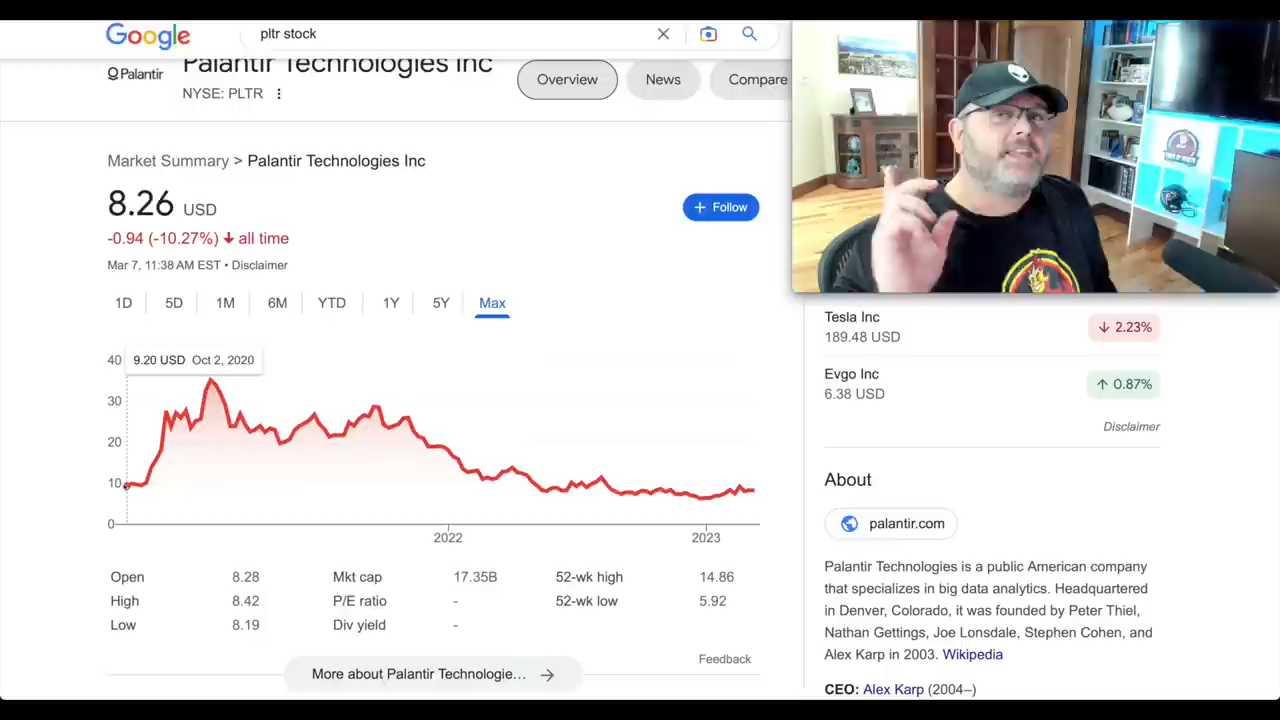 Google
pltr stock
Palantir
Palantir Technologies Inc
NYSE: PLTR
Overview
News
Compare
Market Summary > Palantir Technologies Inc
8.26 USD
+ Follow
-0.94 (-10.27%) ↓ all time
Mar 7, 11:38 AM EST • Disclaimer
1D
5D
1M
6M
YTD
1Y
5Y
Max
9.20 USD Oct 2, 2020
40
30
20
10
0
2022
2023
Open 8.28
Mkt cap 17.35B
52-wk high 14.86
High 8.42
P/E ratio -
52-wk low 5.92
Low 8.19
Div yield -
Feedback
More about Palantir Technologie... →
Tesla Inc
189.48 USD
↓ 2.23%
Evgo Inc
6.38 USD
↑ 0.87%
Disclaimer
About
palantir.com
Palantir Technologies is a public American company
that specializes in big data analytics. Headquartered
in Denver, Colorado, it was founded by Peter Thiel,
Nathan Gettings, Joe Lonsdale, Stephen Cohen, and
Alex Karp in 2003. Wikipedia
CEO: Alex Karp (2004–)